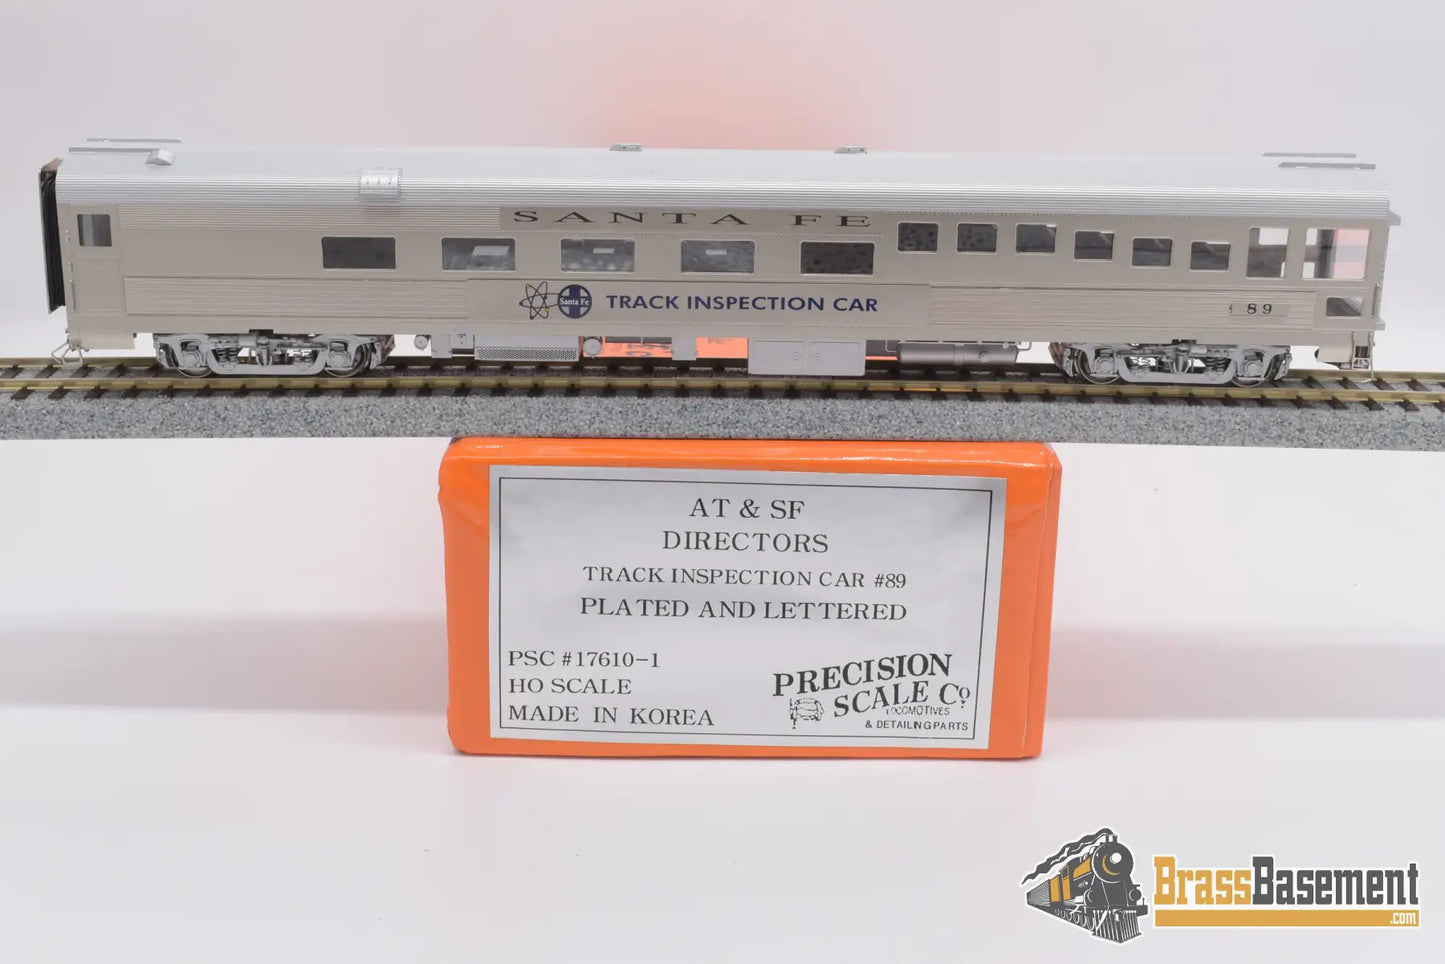 SANTA FE
Santa Fe
TRACK INSPECTION CAR
89
AT & SF
DIRECTORS
TRACK INSPECTION CAR #89
PLATED AND LETTERED
PSC #17610-1
HO SCALE
MADE IN KOREA
PRECISION
SCALE Co.
LOCOMOTIVES
& DETAILING PARTS
BrassBasement
.com